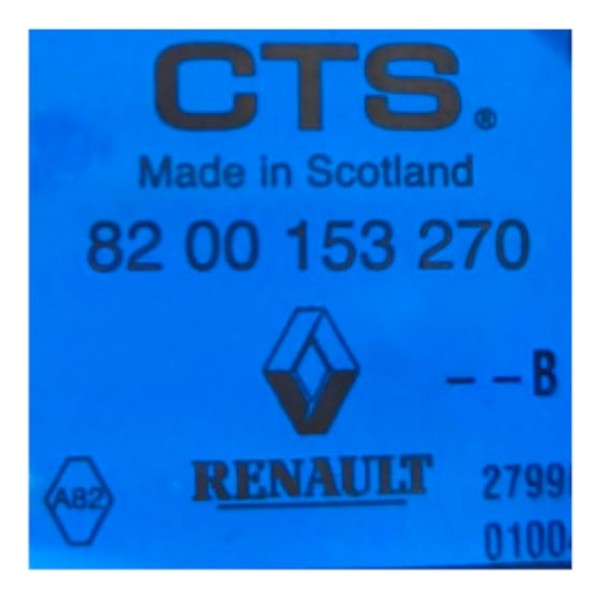 CTS®
Made in Scotland
82 00 153 270
--B
RENAULT
A82
2799
0100